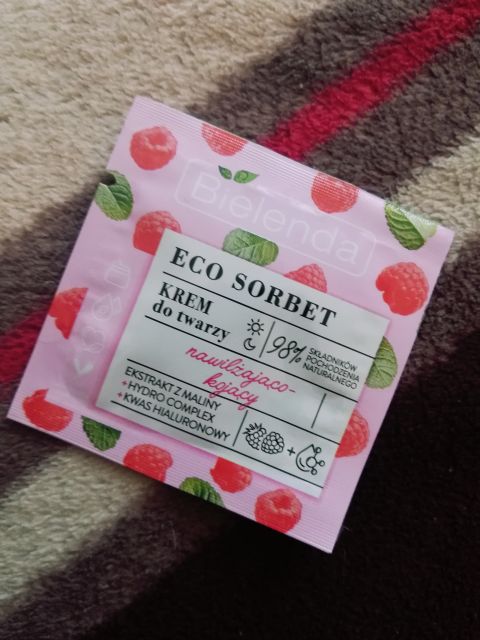 Bielenda
ECO SORBET
KREM
do twarzy
98%
SKŁADNIKÓW
POCHODZENIA
NATURALNEGO
nawilżająco-
kojący
EKSTRAKT Z MALINY
+HYDRO COMPLEX
+KWAS HIALURONOWY
+